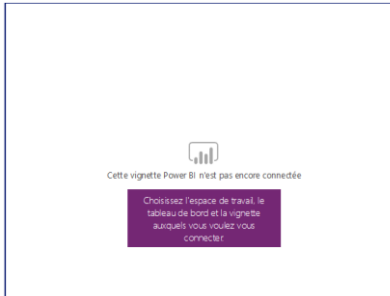 Cette vignette Power BI n'est pas encore connectée
Choisissez l'espace de travail, le
tableau de bord et la vignette
auxquels vous voulez vous
connecter.